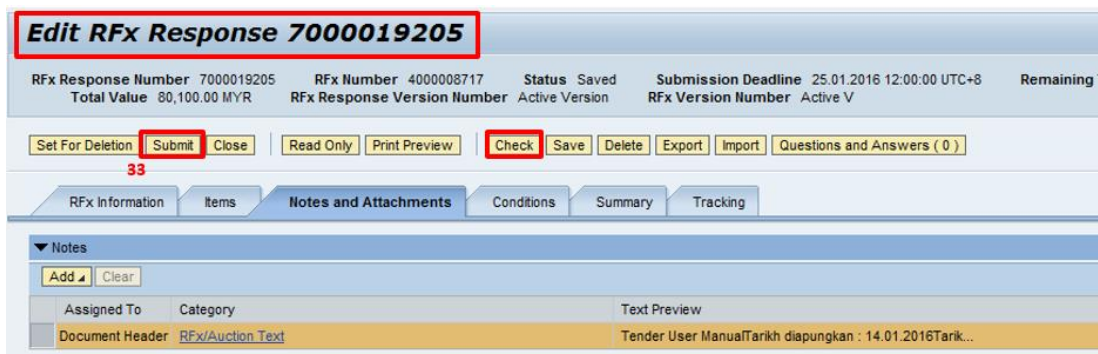 Edit RFx Response 7000019205
RFx Response Number 7000019205 RFx Number 4000008717 Status Saved Submission Deadline 25.01.2016 12:00:00 UTC+8 Remaining
Total Value 80,100.00 MYR RFx Response Version Number Active Version RFx Version Number Active V
Set For Deletion Submit Close Read Only Print Preview Check Save Delete Export Import Questions and Answers ( 0 )
33
RFx Information Items Notes and Attachments Conditions Summary Tracking
Notes
Add Clear
Assigned To Category Text Preview
Document Header RFx/Auction Text Tender User ManualTarikh diapungkan : 14.01.2016Tarik...